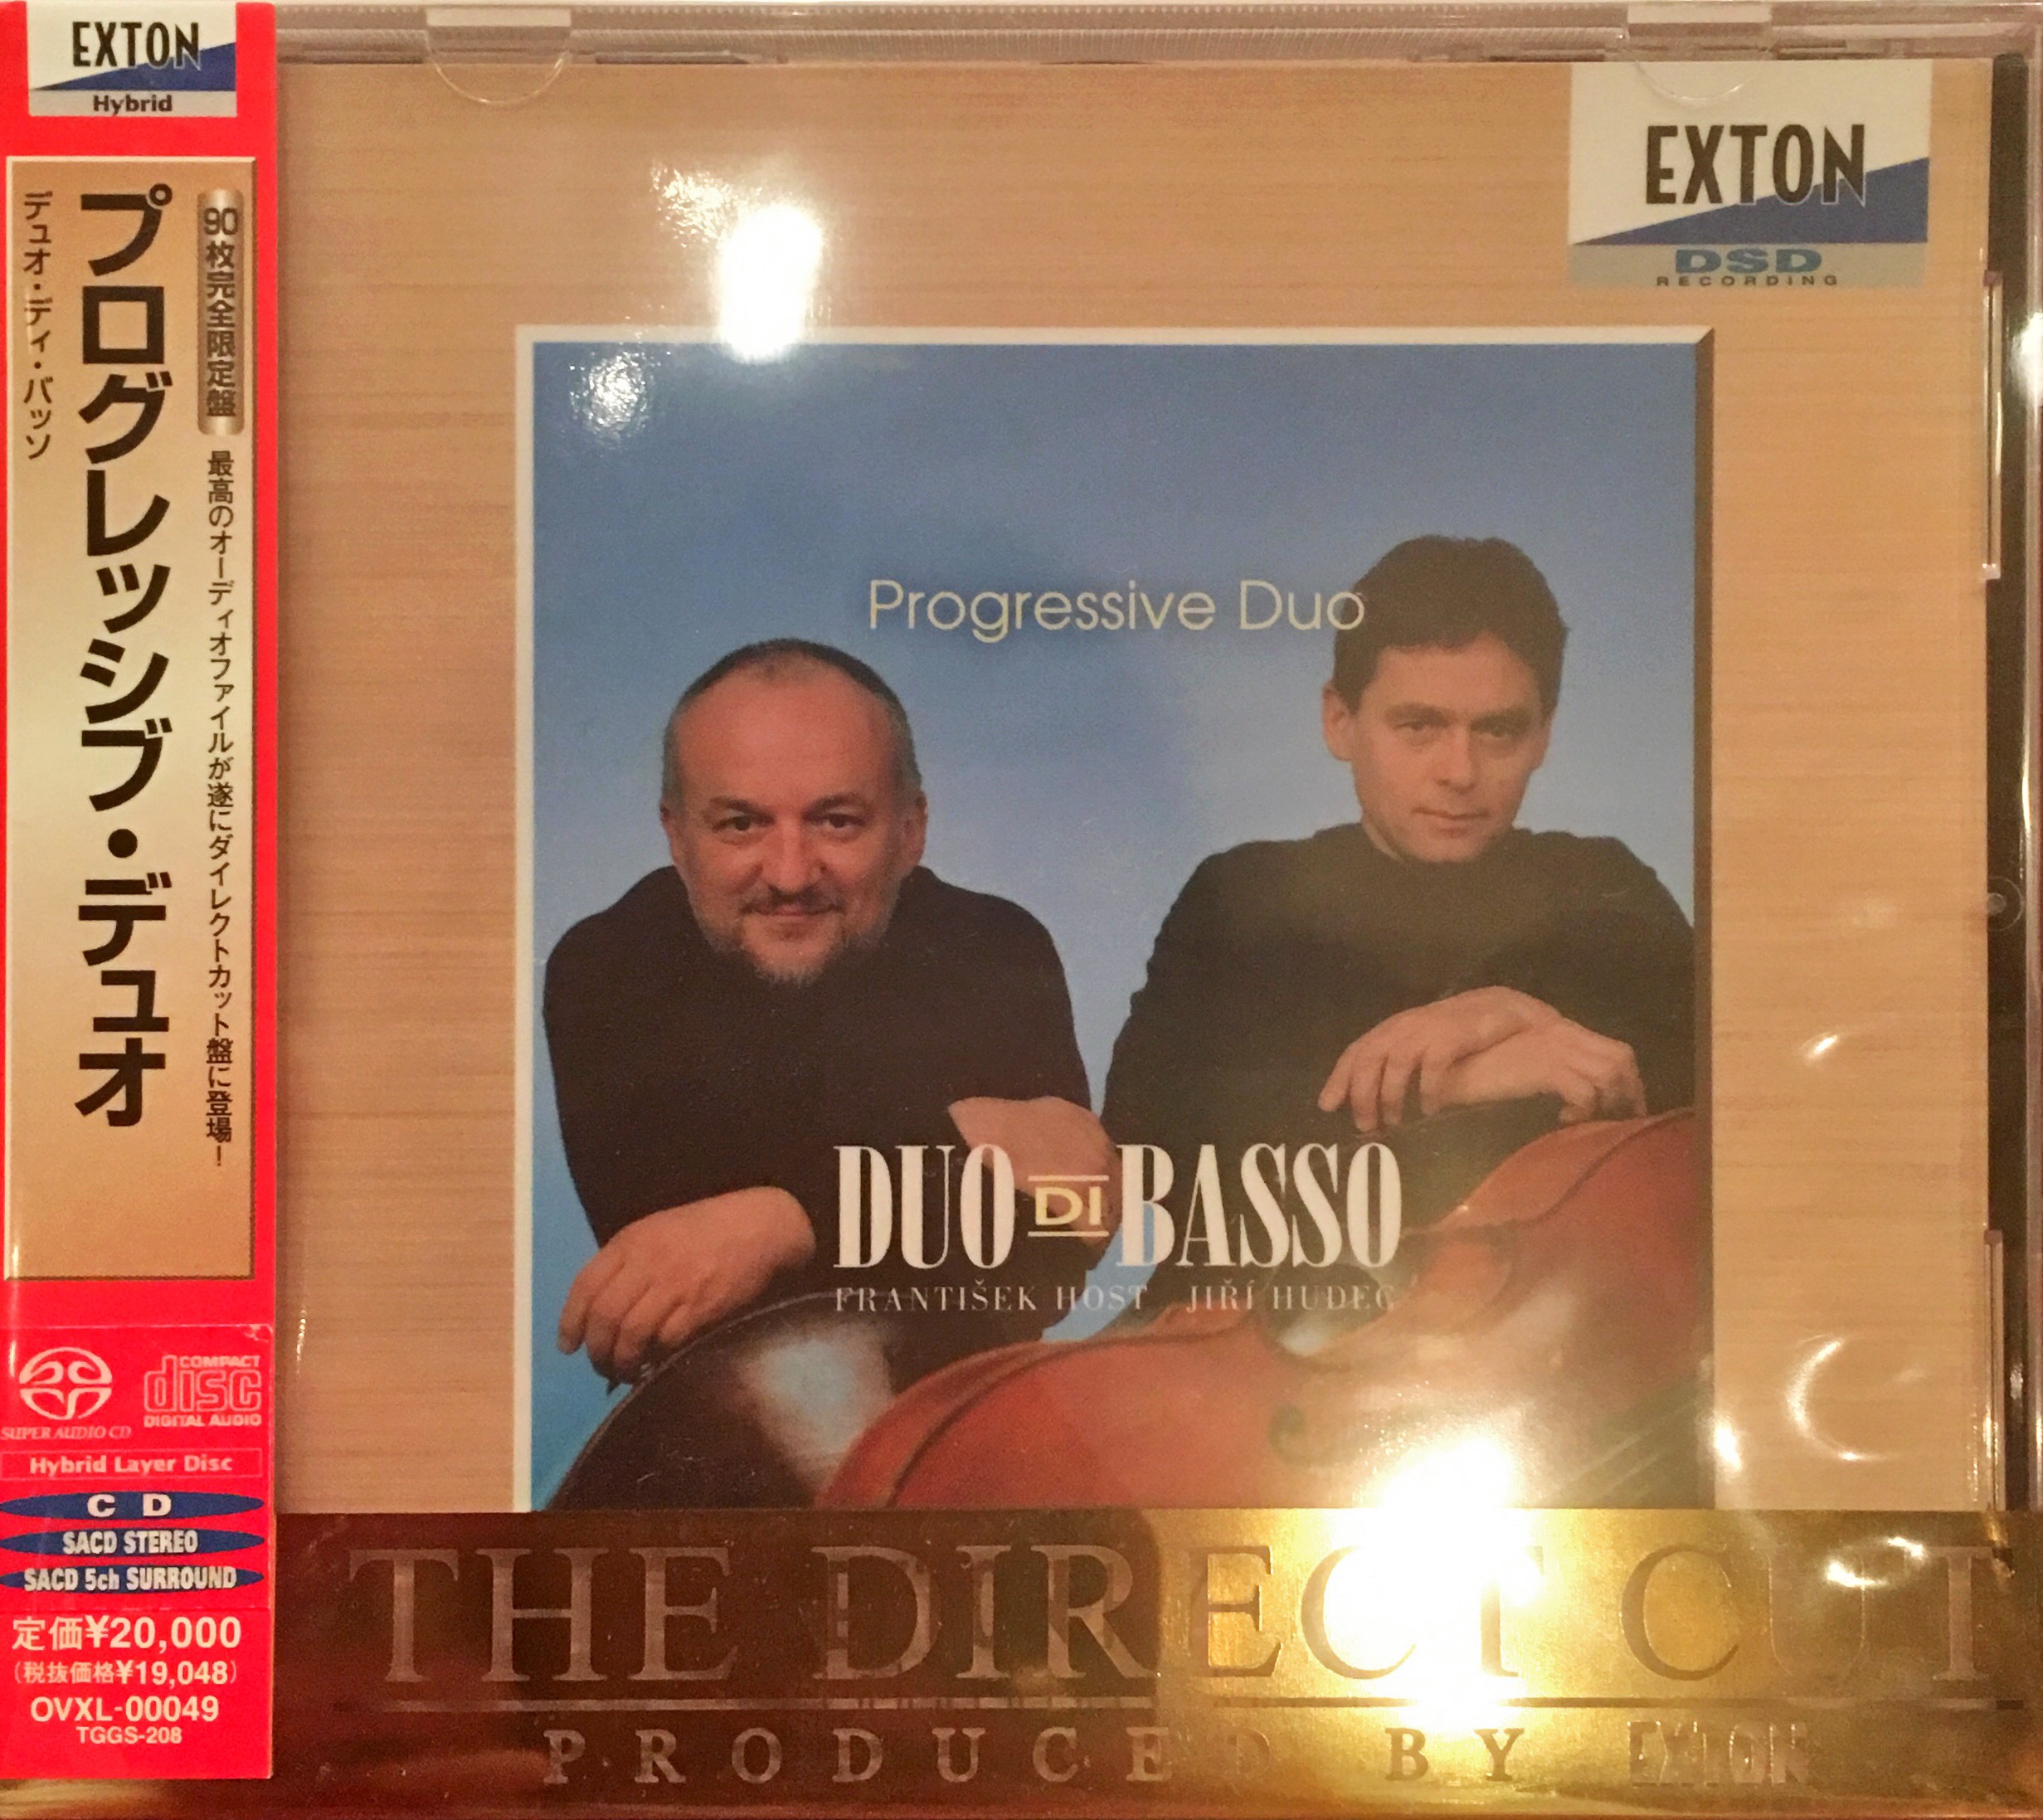 EXTON
Hybrid
90枚完全限定盤 最高のオーディオファイルが遂にダイレクトカット盤に登場!
プログレッシブ・デュオ
デュオ・ディ・バッソ
SUPER AUDIO CD
COMPACT
disc
DIGITAL AUDIO
Hybrid Layer Disc
CD
SACD STEREO
SACD 5ch SURROUND
定価¥20,000
(税抜価格¥19,048)
OVXL-00049
TGGS-208
EXTON
DSD
RECORDING
Progressive Duo
DUO DI BASSO
FRANTIŠEK HOST JIŘÍ HUDEC
THE DIRECT CUT
PRODUCED BY EXTON